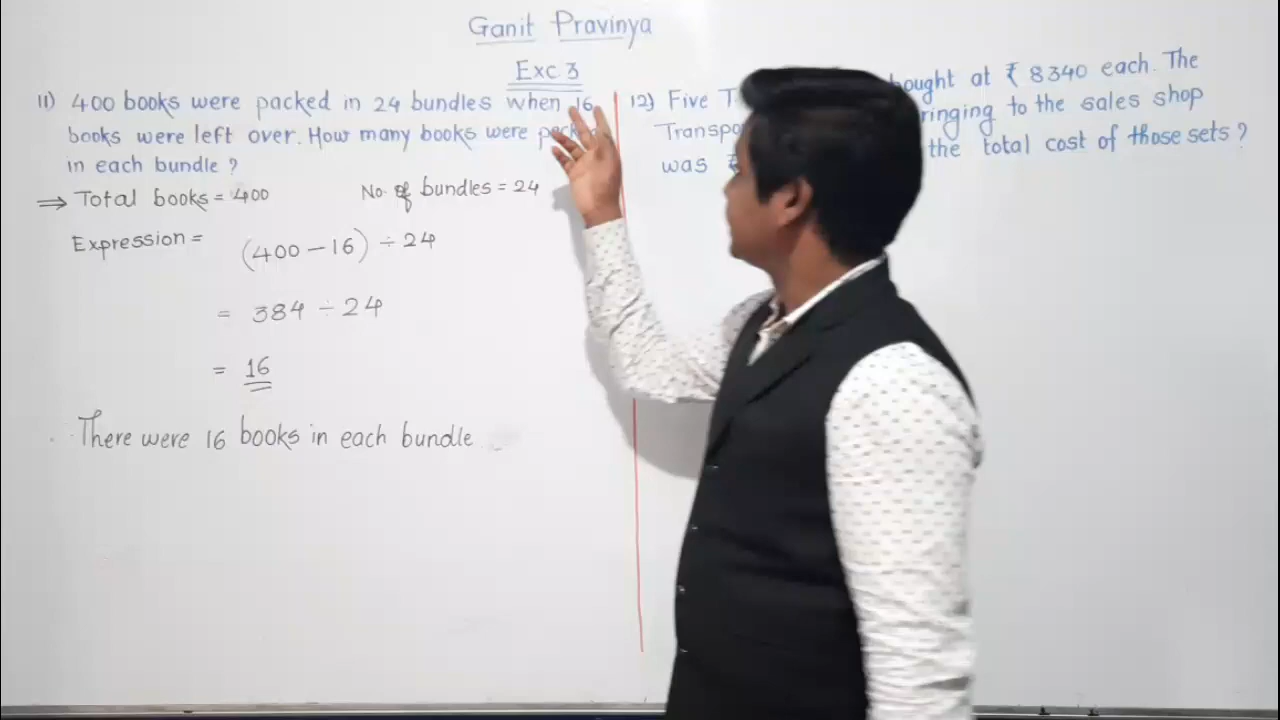 Ganit Pravinya
Exc 3
11) 400 books were packed in 24 bundles when 16
books were left over. How many books were
in each bundle ?
⇒ Total books = 400 No. of bundles = 24
Expression = (400 - 16) ÷ 24
= 384 ÷ 24
= 16
There were 16 books in each bundle.
12) Five at ₹ 8340 each. The
to the sales shop
was the total cost of those sets ?